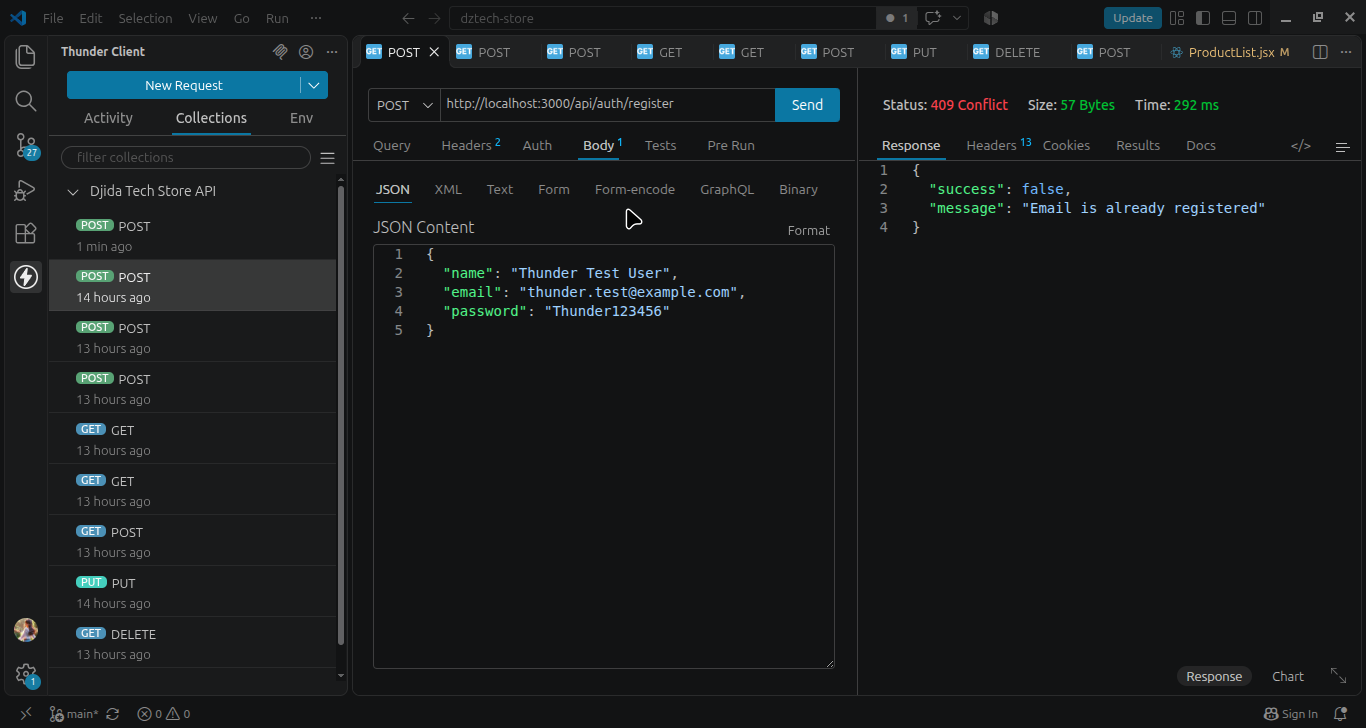 File Edit Selection View Go Run ··· dztech-store 1 Update
Thunder Client
New Request
Activity Collections Env
filter collections
Djida Tech Store API
POST POST
1 min ago
POST POST
14 hours ago
POST POST
13 hours ago
POST POST
13 hours ago
GET GET
13 hours ago
GET GET
13 hours ago
GET POST
13 hours ago
PUT PUT
14 hours ago
GET DELETE
13 hours ago
27
1
GET POST GET POST GET POST GET GET GET GET GET POST GET PUT GET DELETE GET POST ProductList.jsx M
POST http://localhost:3000/api/auth/register Send
Query Headers 2 Auth Body 1 Tests Pre Run
JSON XML Text Form Form-encode GraphQL Binary
JSON Content Format
1 {
2 "name": "Thunder Test User",
3 "email": "thunder.test@example.com",
4 "password": "Thunder123456"
5 }
Status: 409 Conflict Size: 57 Bytes Time: 292 ms
Response Headers 13 Cookies Results Docs </>
1 {
2 "success": false,
3 "message": "Email is already registered"
4 }
Response Chart
main* 0 0 Sign In